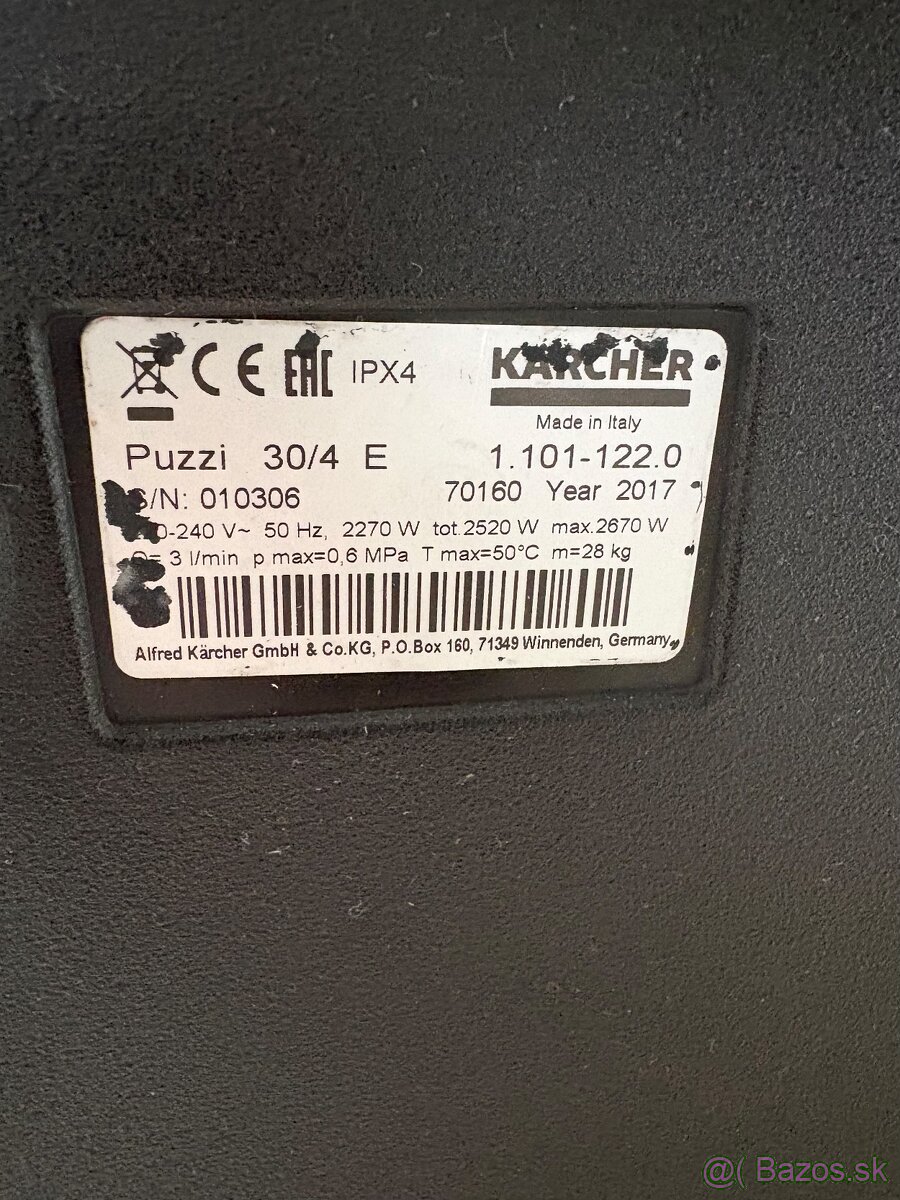 CE EAC IPX4 KÄRCHER
Made in Italy
Puzzi 30/4 E 1.101-122.0
S/N: 010306 70160 Year 2017
0-240 V~ 50 Hz, 2270 W tot.2520 W max.2670 W
Q= 3 l/min p max=0,6 MPa T max=50°C m=28 kg
Alfred Kärcher GmbH & Co.KG, P.O.Box 160, 71349 Winnenden, Germany
@( Bazos.sk